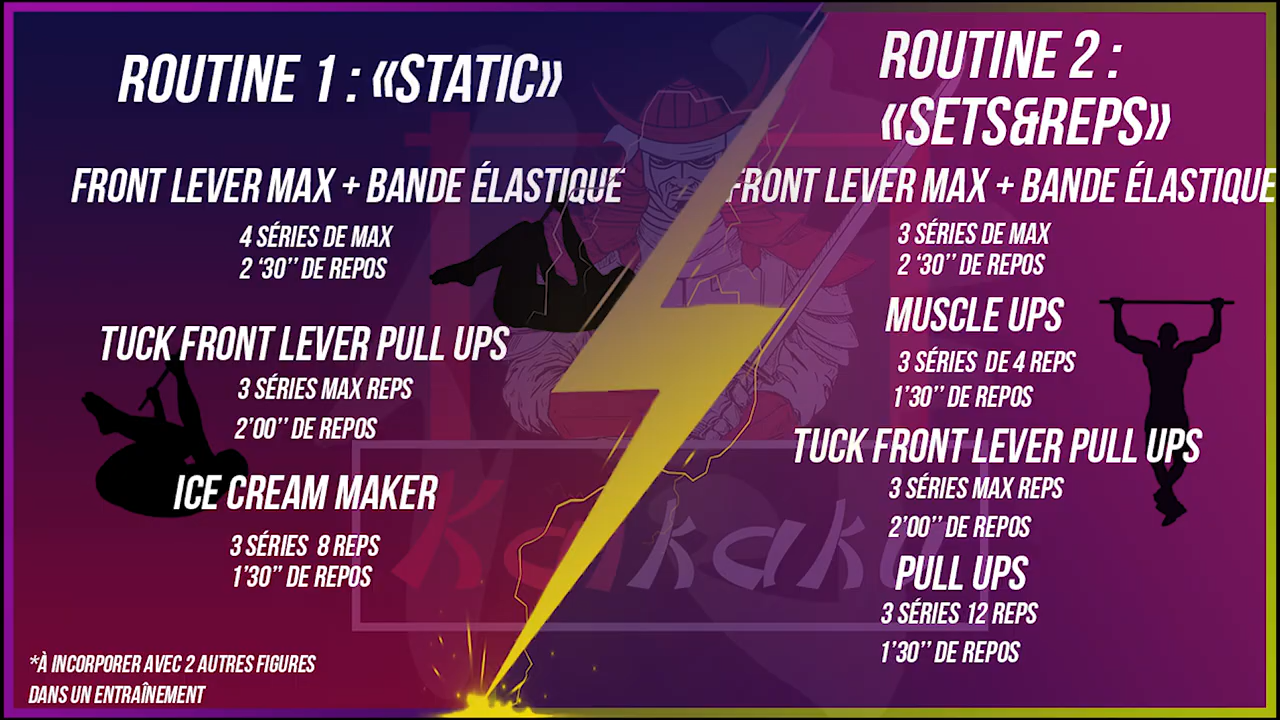 ROUTINE 1 : «STATIC»
FRONT LEVER MAX + BANDE ÉLASTIQUE
4 SÉRIES DE MAX
2 '30'' DE REPOS
TUCK FRONT LEVER PULL UPS
3 SÉRIES MAX REPS
2'00'' DE REPOS
ICE CREAM MAKER
3 SÉRIES 8 REPS
1'30'' DE REPOS
*À INCORPORER AVEC 2 AUTRES FIGURES
DANS UN ENTRAÎNEMENT
ROUTINE 2 :
«SETS&REPS»
FRONT LEVER MAX + BANDE ÉLASTIQUE
3 SÉRIES DE MAX
2 '30'' DE REPOS
MUSCLE UPS
3 SÉRIES DE 4 REPS
1'30'' DE REPOS
TUCK FRONT LEVER PULL UPS
3 SÉRIES MAX REPS
2'00'' DE REPOS
PULL UPS
3 SÉRIES 12 REPS
1'30'' DE REPOS